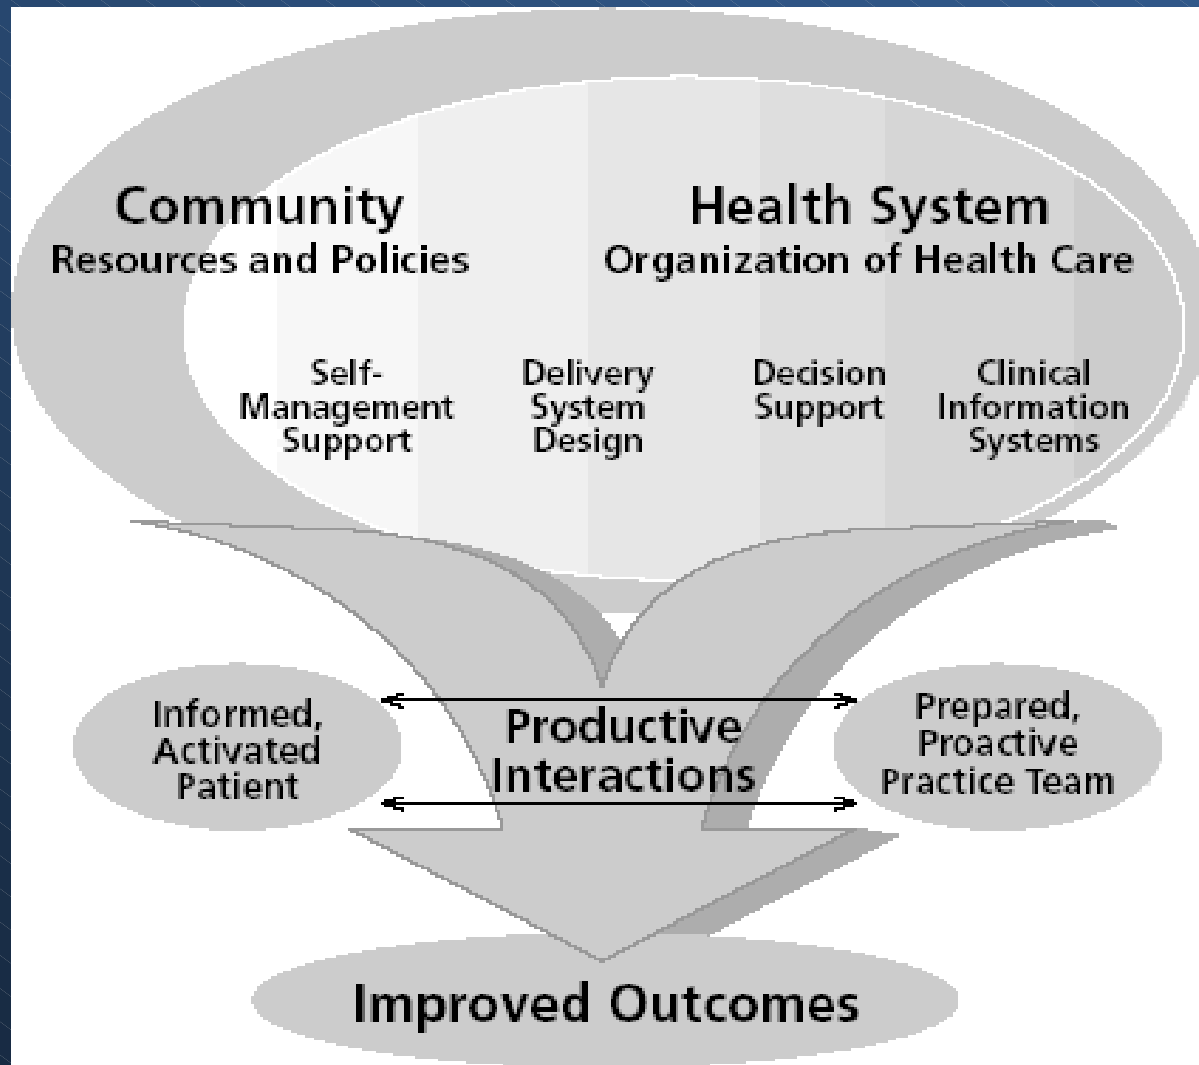 Community
Resources and Policies
Health System
Organization of Health Care
Self-
Management
Support
Delivery
System
Design
Decision
Support
Clinical
Information
Systems
Informed,
Activated
Patient
Productive
Interactions
Prepared,
Proactive
Practice Team
Improved Outcomes